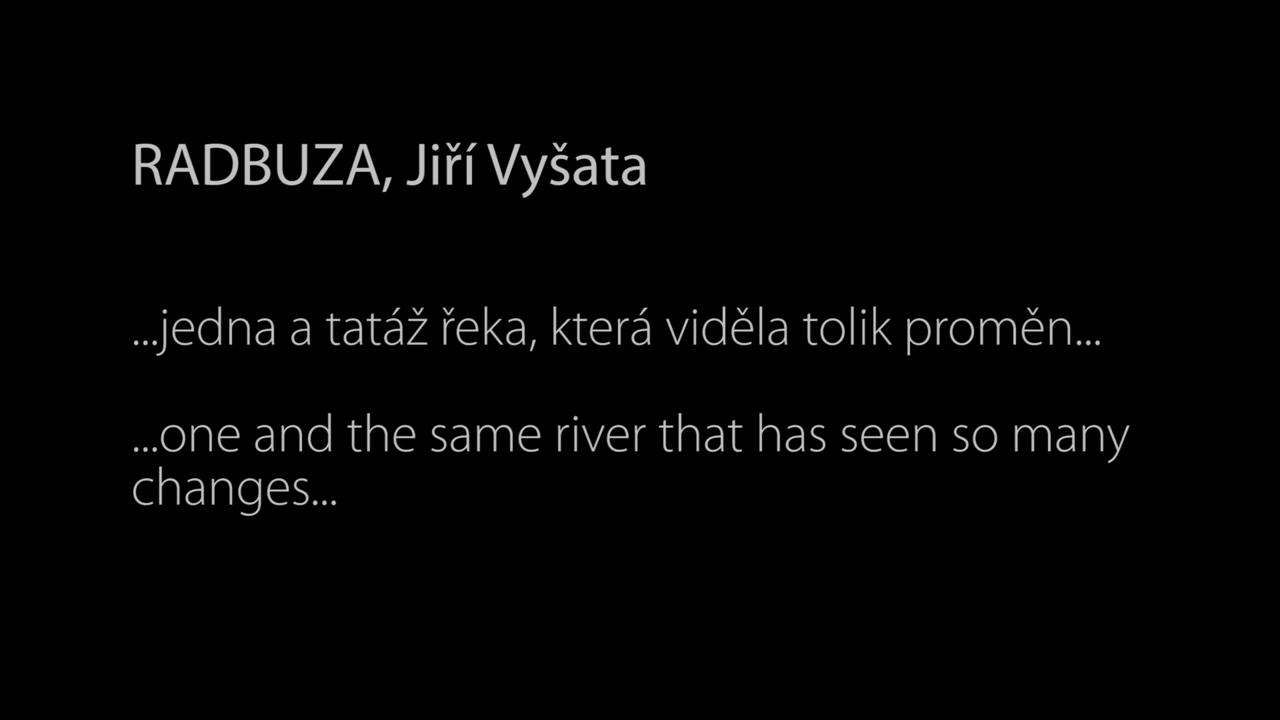 RADBUZA, Jiří Vyšata
...jedna a tatáž řeka, která viděla tolik proměn...
...one and the same river that has seen so many
changes...